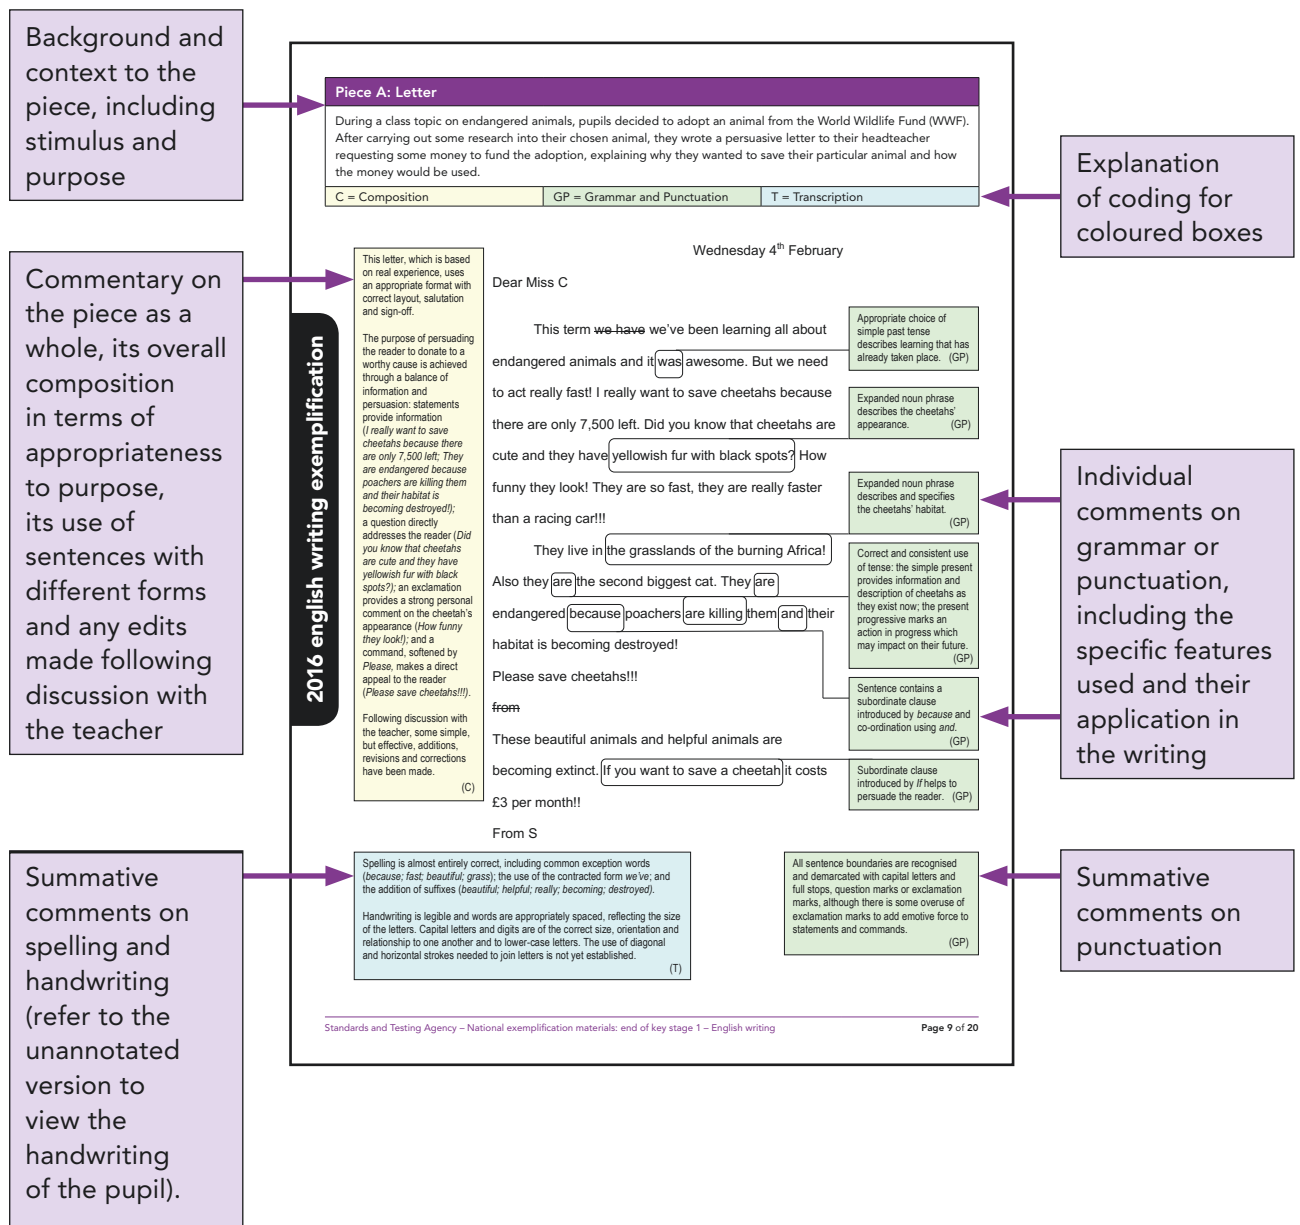 Background and
context to the
piece, including
stimulus and
purpose
Commentary on
the piece as a
whole, its overall
composition
in terms of
appropriateness
to purpose,
its use of
sentences with
different forms
and any edits
made following
discussion with
the teacher
Summative
comments on
spelling and
handwriting
(refer to the
unannotated
version to
view the
handwriting
of the pupil).
2016 english writing exemplification
Piece A: Letter
During a class topic on endangered animals, pupils decided to adopt an animal from the World Wildlife Fund (WWF).
After carrying out some research into their chosen animal, they wrote a persuasive letter to their headteacher
requesting some money to fund the adoption, explaining why they wanted to save their particular animal and how
the money would be used.
C = Composition
GP = Grammar and Punctuation
T = Transcription
This letter, which is based
on real experience, uses
an appropriate format with
correct layout, salutation
and sign-off.
The purpose of persuading
the reader to donate to a
worthy cause is achieved
through a balance of
information and
persuasion: statements
provide information
(I really want to save
cheetahs because there
are only 7,500 left; They
are endangered because
poachers are killing them
and their habitat is
becoming destroyed!);
a question directly
addresses the reader (Did
you know that cheetahs
are cute and they have
yellowish fur with black
spots?); an exclamation
provides a strong personal
comment on the cheetah's
appearance (How funny
they look!); and a
command, softened by
Please, makes a direct
appeal to the reader
(Please save cheetahs!!!).
Following discussion with
the teacher, some simple,
but effective, additions,
revisions and corrections
have been made.
(C)
Wednesday 4th February
Dear Miss C
This term we have we've been learning all about
endangered animals and it was awesome. But we need
to act really fast! I really want to save cheetahs because
there are only 7,500 left. Did you know that cheetahs are
cute and they have yellowish fur with black spots? How
funny they look! They are so fast, they are really faster
than a racing car!!!
They live in the grasslands of the burning Africa!
Also they are the second biggest cat. They are
endangered because poachers are killing them and their
habitat is becoming destroyed!
Please save cheetahs!!!
from
These beautiful animals and helpful animals are
becoming extinct. If you want to save a cheetah it costs
£3 per month!!
From S
Appropriate choice of
simple past tense
describes learning that has
already taken place. (GP)
Expanded noun phrase
describes the cheetahs'
appearance. (GP)
Expanded noun phrase
describes and specifies
the cheetahs' habitat.
(GP)
Correct and consistent use
of tense: the simple present
provides information and
description of cheetahs as
they exist now; the present
progressive marks an
action in progress which
may impact on their future.
(GP)
Sentence contains a
subordinate clause
introduced by because and
co-ordination using and.
(GP)
Subordinate clause
introduced by If helps to
persuade the reader. (GP)
Spelling is almost entirely correct, including common exception words
(because; fast; beautiful; grass); the use of the contracted form we've; and
the addition of suffixes (beautiful; helpful; really; becoming; destroyed).
Handwriting is legible and words are appropriately spaced, reflecting the size
of the letters. Capital letters and digits are of the correct size, orientation and
relationship to one another and to lower-case letters. The use of diagonal
and horizontal strokes needed to join letters is not yet established.
(T)
All sentence boundaries are recognised
and demarcated with capital letters and
full stops, question marks or exclamation
marks, although there is some overuse of
exclamation marks to add emotive force to
statements and commands.
(GP)
Standards and Testing Agency – National exemplification materials: end of key stage 1 – English writing
Page 9 of 20
Explanation
of coding for
coloured boxes
Individual
comments on
grammar or
punctuation,
including the
specific features
used and their
application in
the writing
Summative
comments on
punctuation